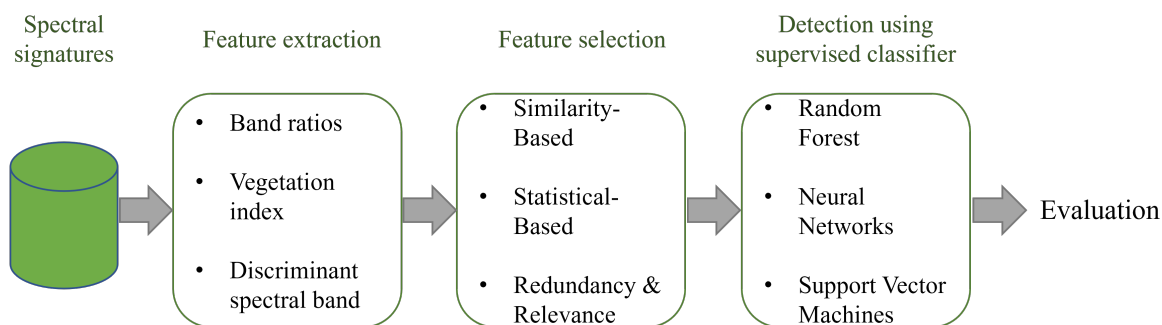 Spectral
signatures
Feature extraction
Feature selection
Detection using
supervised classifier
• Band ratios
• Vegetation
index
• Discriminant
spectral band
• Similarity-
Based
• Statistical-
Based
• Redundancy &
Relevance
• Random
Forest
• Neural
Networks
• Support Vector
Machines
Evaluation